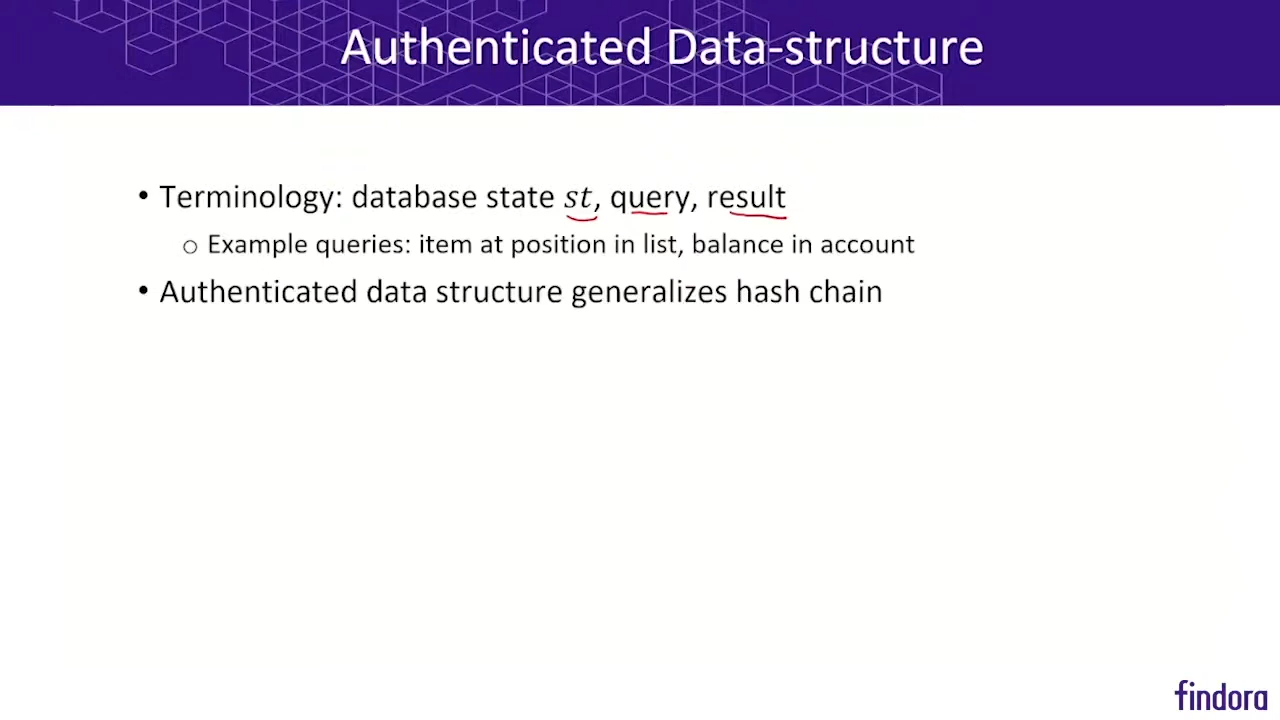 Authenticated Data-structure
• Terminology: database state st, query, result
○ Example queries: item at position in list, balance in account
• Authenticated data structure generalizes hash chain
findora